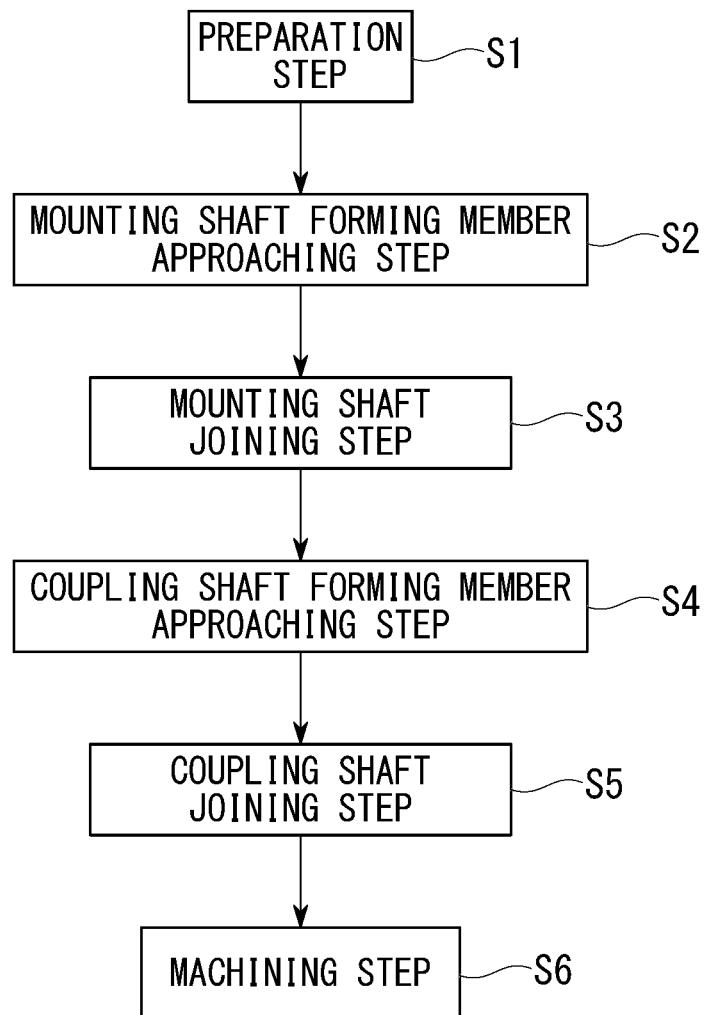 PREPARATION
STEP
S1
MOUNTING SHAFT FORMING MEMBER
APPROACHING STEP
S2
MOUNTING SHAFT
JOINING STEP
S3
COUPLING SHAFT FORMING MEMBER
APPROACHING STEP
S4
COUPLING SHAFT
JOINING STEP
S5
MACHINING STEP
S6